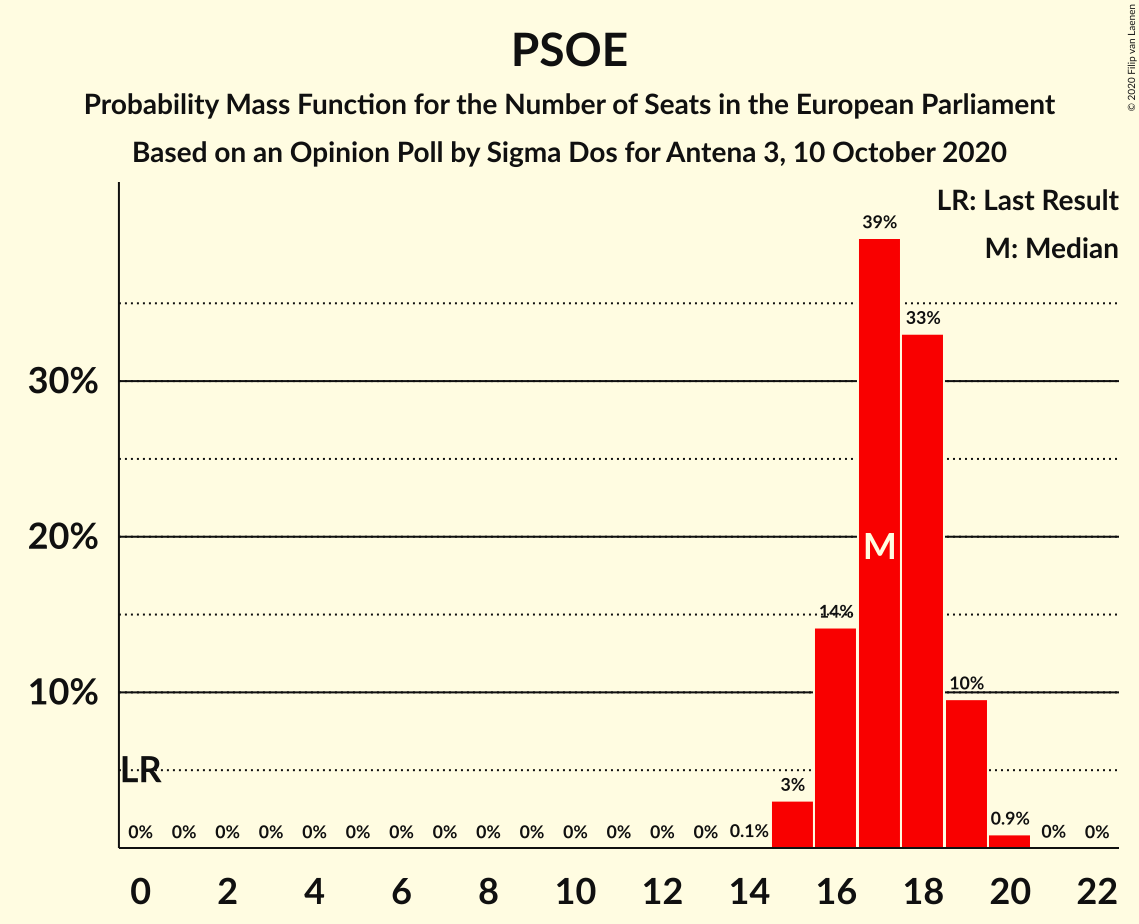 PSOE
Probability Mass Function for the Number of Seats in the European Parliament
Based on an Opinion Poll by Sigma Dos for Antena 3, 10 October 2020
© 2020 Filip van Laenen
LR: Last Result
M: Median
39%
33%
30%
20%
M
14%
10%
10%
LR
3%
0% 0% 0% 0% 0% 0% 0% 0% 0% 0% 0% 0% 0% 0% 0.1% 0.9% 0% 0%
0 2 4 6 8 10 12 14 16 18 20 22